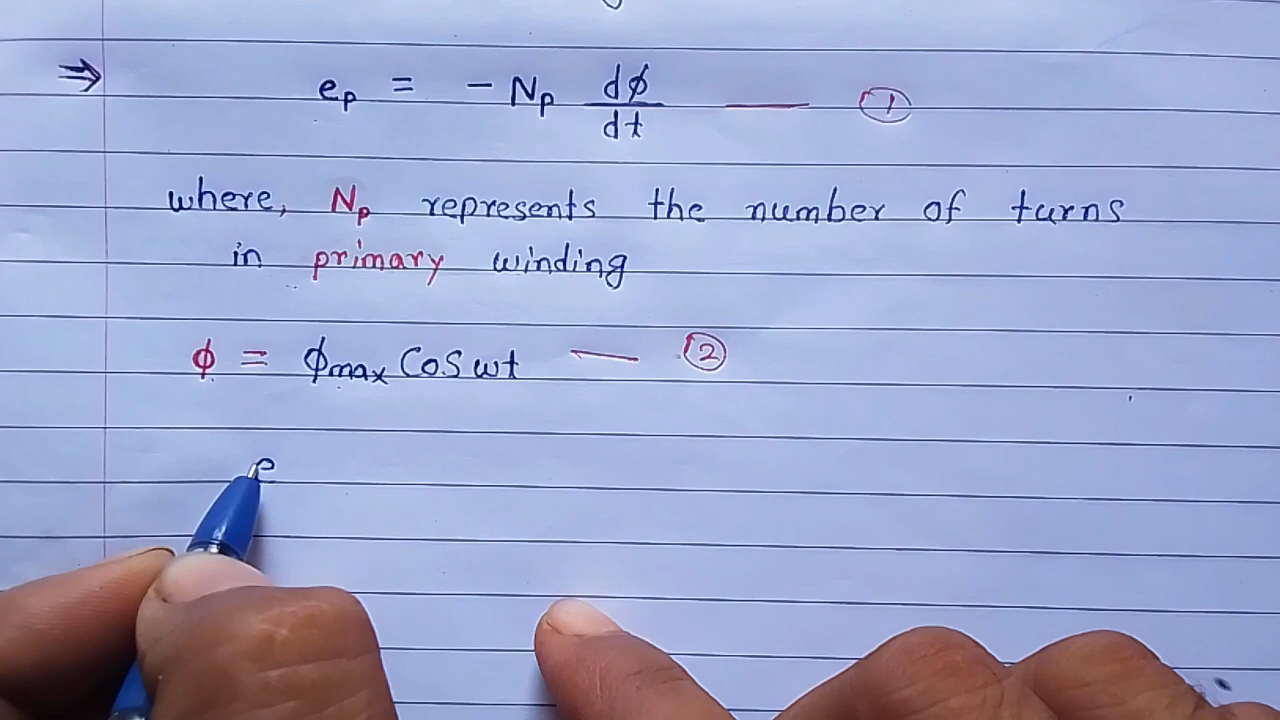 ⇒ eₚ = - Nₚ dφ/dt —— ①
where, Nₚ represents the number of turns
in primary winding
φ = φmax Cos ωt —— ②
e